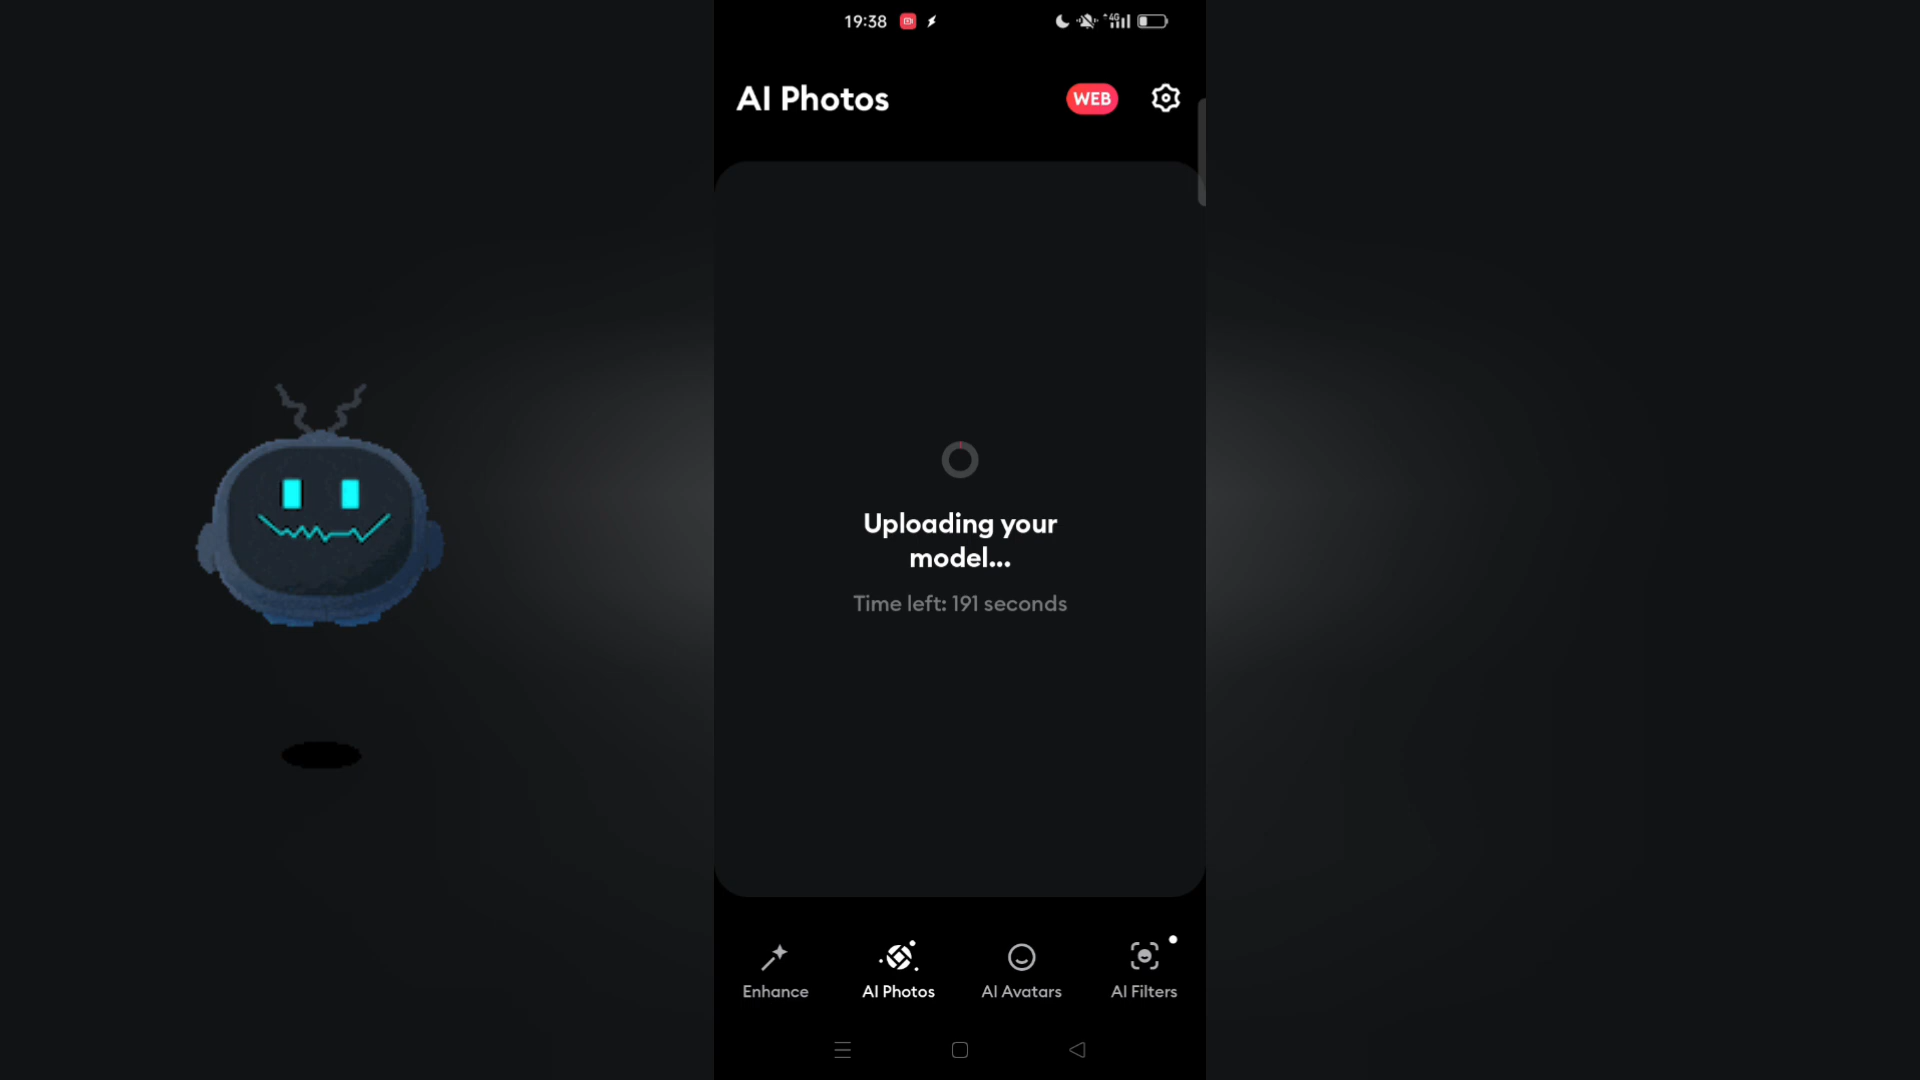 19:38
4G
AI Photos
WEB
Uploading your
model...
Time left: 191 seconds
Enhance
AI Photos
AI Avatars
AI Filters